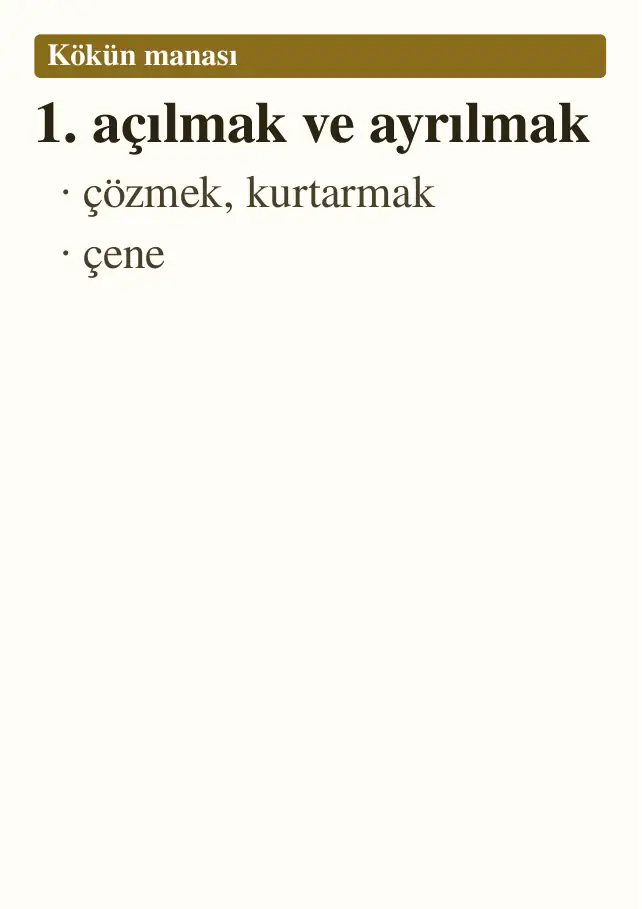 Kökün manası
1. açılmak ve ayrılmak
· çözmek, kurtarmak
· çene